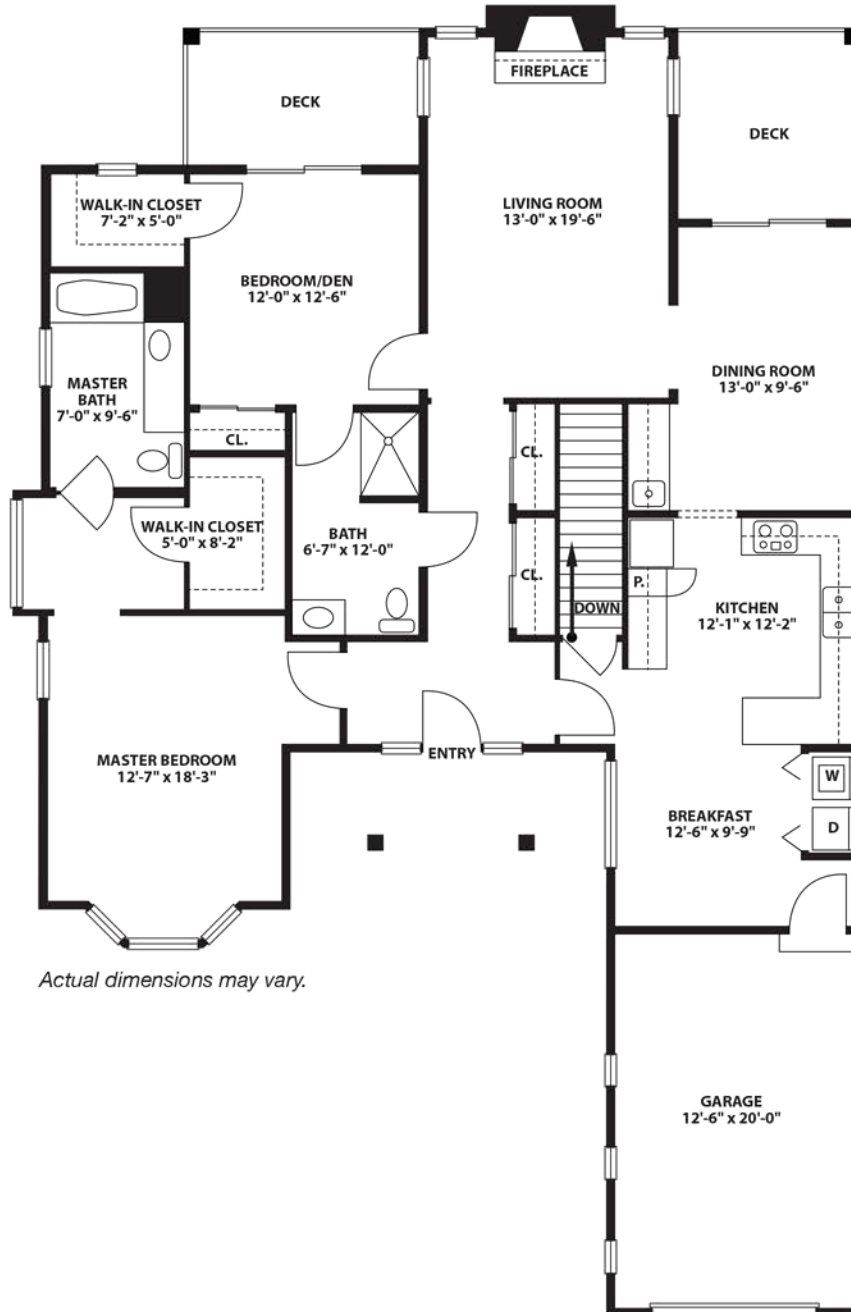 FIREPLACE
DECK
DECK
WALK-IN CLOSET
7'-2" x 5'-0"
LIVING ROOM
13'-0" x 19'-6"
BEDROOM/DEN
12'-0" x 12'-6"
MASTER
BATH
7'-0" x 9'-6"
DINING ROOM
13'-0" x 9'-6"
CL.
CL.
WALK-IN CLOSET
5'-0" x 8'-2"
BATH
6'-7" x 12'-0"
CL.
P.
DOWN
KITCHEN
12'-1" x 12'-2"
ENTRY
MASTER BEDROOM
12'-7" x 18'-3"
W
BREAKFAST
12'-6" x 9'-9"
D
Actual dimensions may vary.
GARAGE
12'-6" x 20'-0"